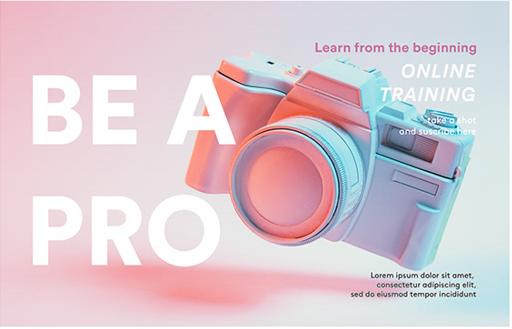 Learn from the beginning
ONLINE
TRAINING
take a shot
and suscribe here
BE A
PRO
Lorem ipsum dolor sit amet,
consectetur adipiscing elit,
sed do eiusmod tempor incididunt